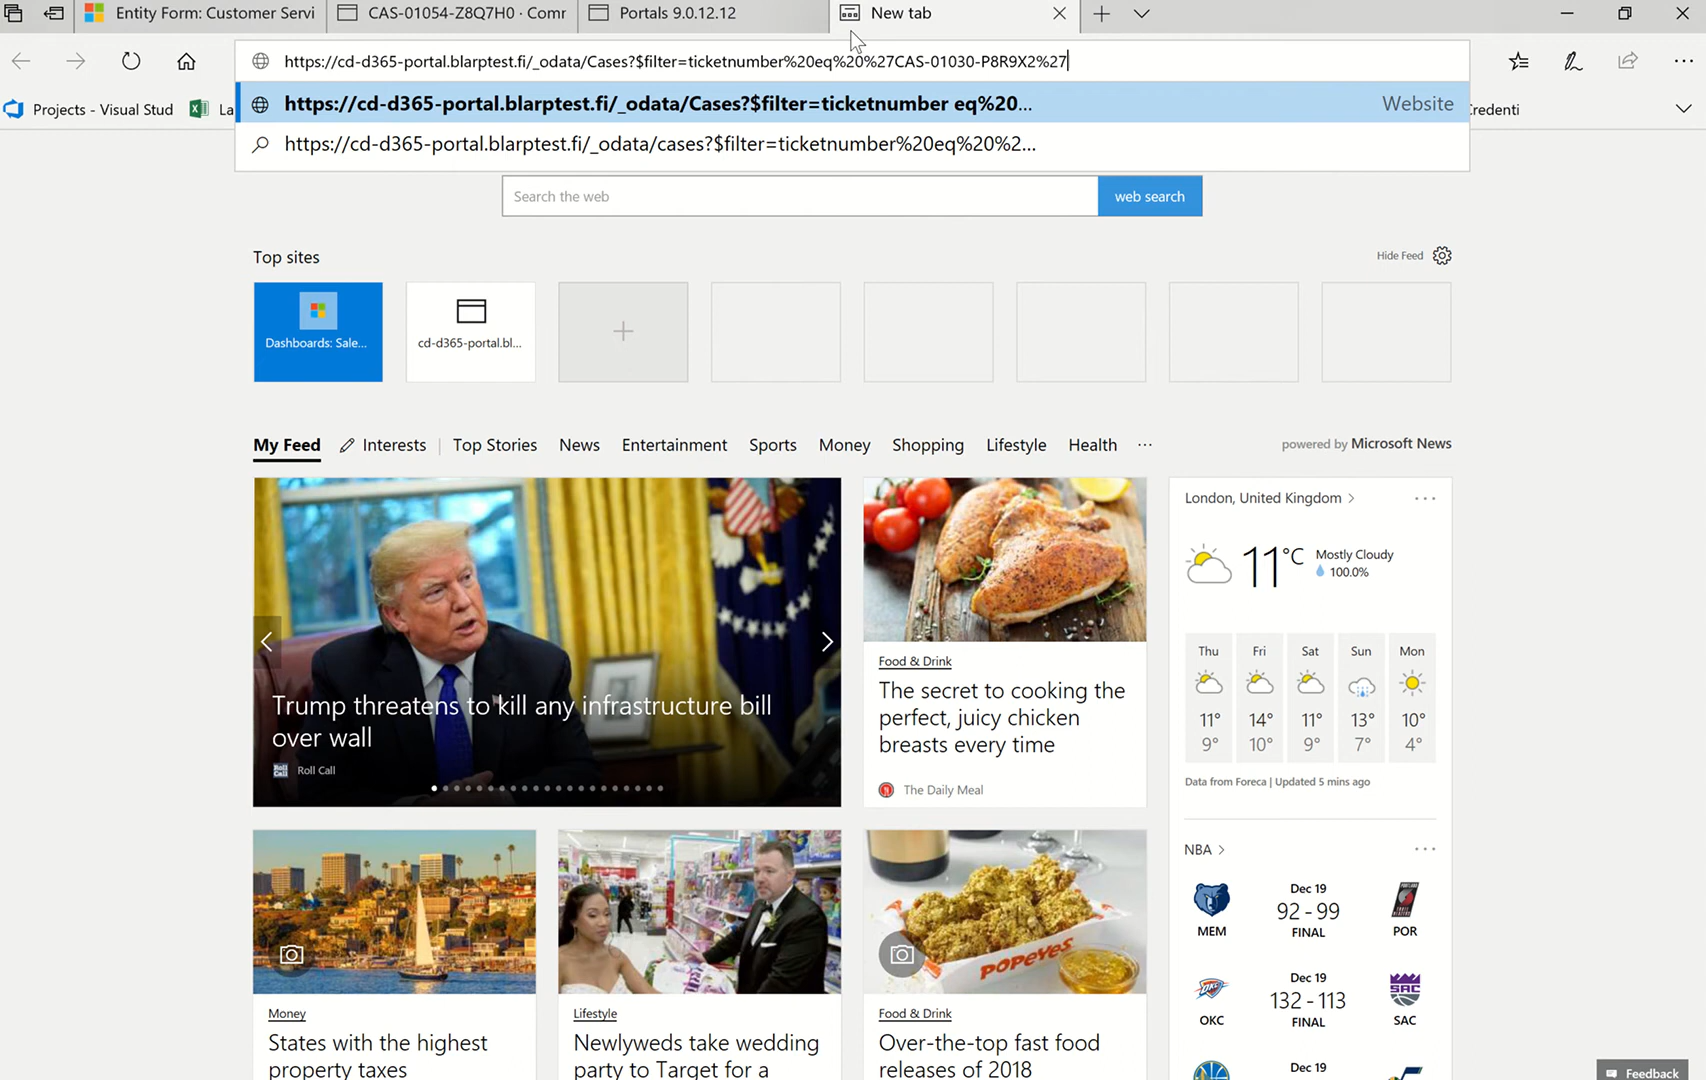 Entity Form: Customer Servi
CAS-01054-Z8Q7H0 · Comr
Portals 9.0.12.12
New tab
https://cd-d365-portal.blarptest.fi/_odata/Cases?$filter=ticketnumber%20eq%20%27CAS-01030-P8R9X2%27
https://cd-d365-portal.blarptest.fi/_odata/Cases?$filter=ticketnumber eq%20...
Website
https://cd-d365-portal.blarptest.fi/_odata/cases?$filter=ticketnumber%20eq%20%2...
Projects - Visual Stud
La
Credenti
Search the web
web search
Top sites
Hide Feed
Dashboards: Sale...
cd-d365-portal.bl...
My Feed
Interests
Top Stories
News
Entertainment
Sports
Money
Shopping
Lifestyle
Health
powered by Microsoft News
Trump threatens to kill any infrastructure bill
over wall
Roll Call
Roll Call
Food & Drink
The secret to cooking the
perfect, juicy chicken
breasts every time
The Daily Meal
London, United Kingdom
11°C
Mostly Cloudy
100.0%
Thu Fri Sat Sun Mon
11° 14° 11° 13° 10°
9° 10° 9° 7° 4°
Data from Foreca | Updated 5 mins ago
NBA
Dec 19
92 - 99
FINAL
MEM
POR
Dec 19
132 - 113
FINAL
OKC
SAC
Dec 19
Money
States with the highest
property taxes
Lifestyle
Newlyweds take wedding
party to Target for a
POPEYES
Food & Drink
Over-the-top fast food
releases of 2018
Feedback